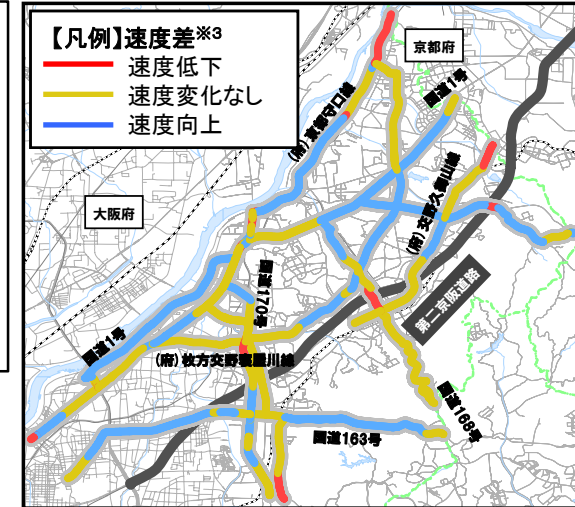 【凡例】速度差※3
速度低下
速度変化なし
速度向上
京都府
国道1号
(府)京都守口線
(府)交野久御山線
大阪府
国道170号
第二京阪道路
国道1号
(府)枚方交野寝屋川線
国道168号
国道163号